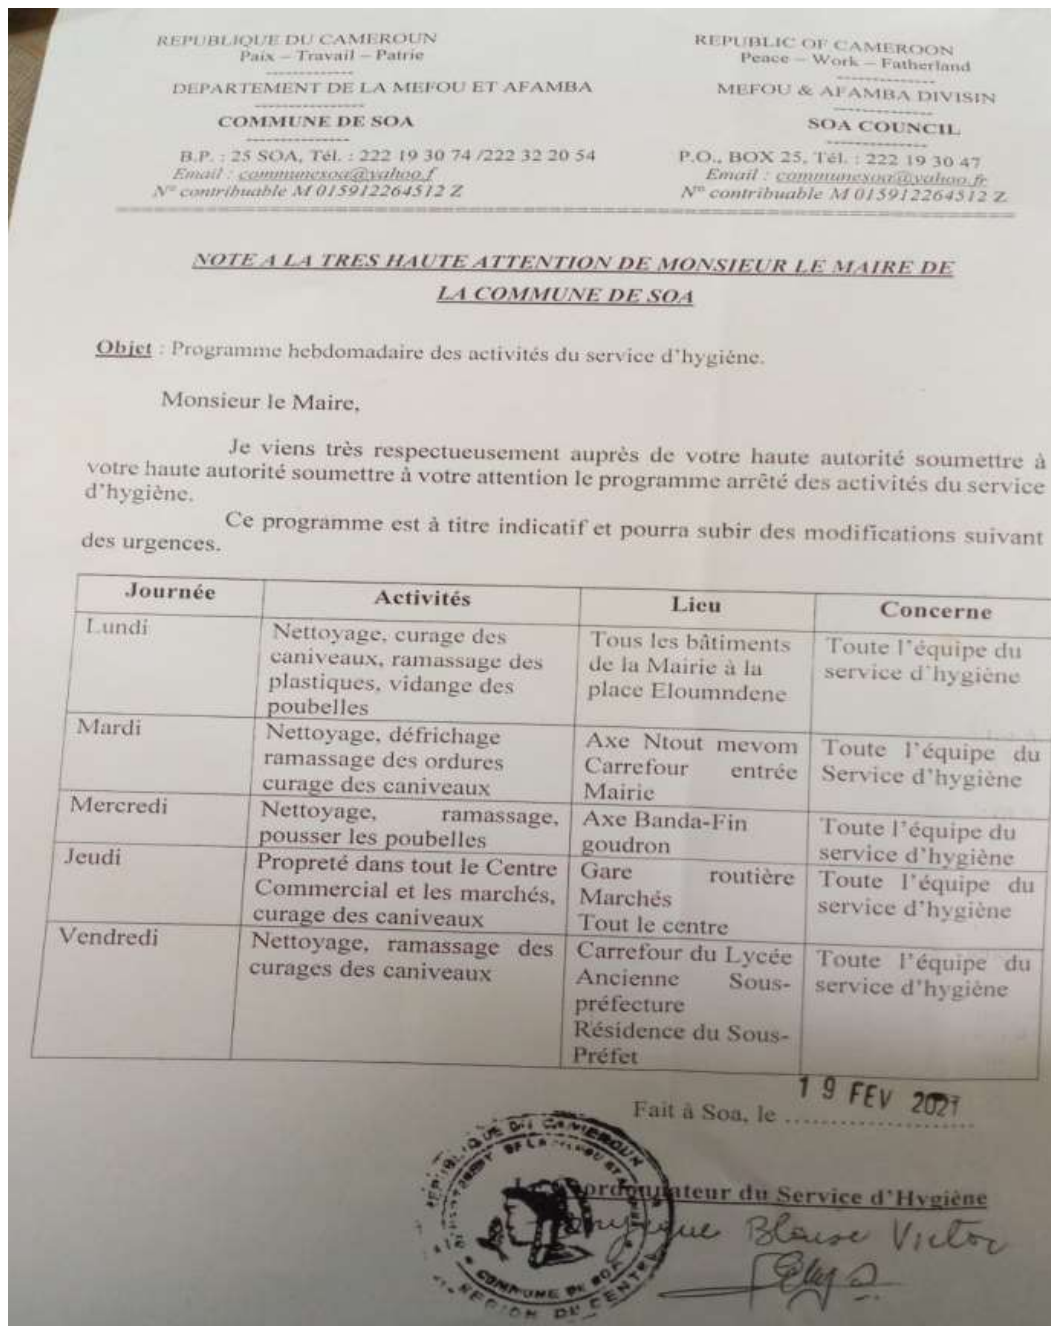 REPUBLIQUE DU CAMEROUN
Paix – Travail – Patrie
-------------
DEPARTEMENT DE LA MEFOU ET AFAMBA
----------------
COMMUNE DE SOA
---------------
B.P. : 25 SOA, Tél. : 222 19 30 74 /222 32 20 54
Email : communesoa@yahoo.f
N° contribuable M 015912264512 Z
REPUBLIC OF CAMEROON
Peace – Work – Fatherland
--------------
MEFOU & AFAMBA DIVISIN
--------------
SOA COUNCIL
---------------
P.O., BOX 25, Tél. : 222 19 30 47
Email : communesoa@yahoo.fr
N° contribuable M 015912264512 Z
NOTE A LA TRES HAUTE ATTENTION DE MONSIEUR LE MAIRE DE
LA COMMUNE DE SOA
Objet : Programme hebdomadaire des activités du service d'hygiène.
Monsieur le Maire,
Je viens très respectueusement auprès de votre haute autorité soumettre à
votre haute autorité soumettre à votre attention le programme arrêté des activités du service
d'hygiène.
Ce programme est à titre indicatif et pourra subir des modifications suivant
des urgences.
Journée Activités Lieu Concerne
Lundi
Nettoyage, curage des
caniveaux, ramassage des
plastiques, vidange des
poubelles
Tous les bâtiments
de la Mairie à la
place Eloumndene
Toute l'équipe du
service d'hygiène
Mardi
Nettoyage, défrichage
ramassage des ordures
curage des caniveaux
Axe Ntout mevom
Carrefour entrée
Mairie
Toute l'équipe du
Service d'hygiène
Mercredi
Nettoyage, ramassage,
pousser les poubelles
Axe Banda-Fin
goudron
Toute l'équipe du
service d'hygiène
Jeudi
Propreté dans tout le Centre
Commercial et les marchés,
curage des caniveaux
Gare routière
Marchés
Tout le centre
Toute l'équipe du
service d'hygiène
Vendredi
Nettoyage, ramassage des
curages des caniveaux
Carrefour du Lycée
Ancienne Sous-
préfecture
Résidence du Sous-
Préfet
Toute l'équipe du
service d'hygiène
19 FEV 2021
Fait à Soa, le ......................
Le Coordonnateur du Service d'Hygiène
Blaise Victor
REPUBLIQUE DU CAMEROUN
COMMUNE DE SOA
REGION DU CENTRE